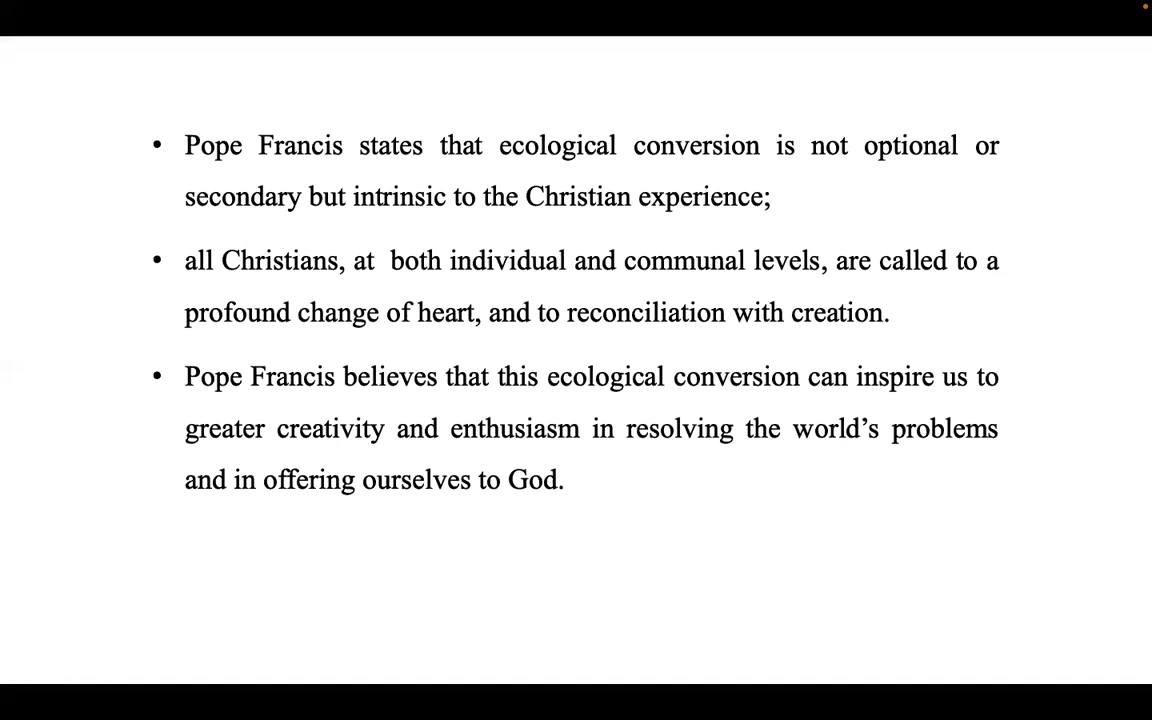 • Pope Francis states that ecological conversion is not optional or
secondary but intrinsic to the Christian experience;
• all Christians, at  both individual and communal levels, are called to a
profound change of heart, and to reconciliation with creation.
• Pope Francis believes that this ecological conversion can inspire us to
greater creativity and enthusiasm in resolving the world’s problems
and in offering ourselves to God.